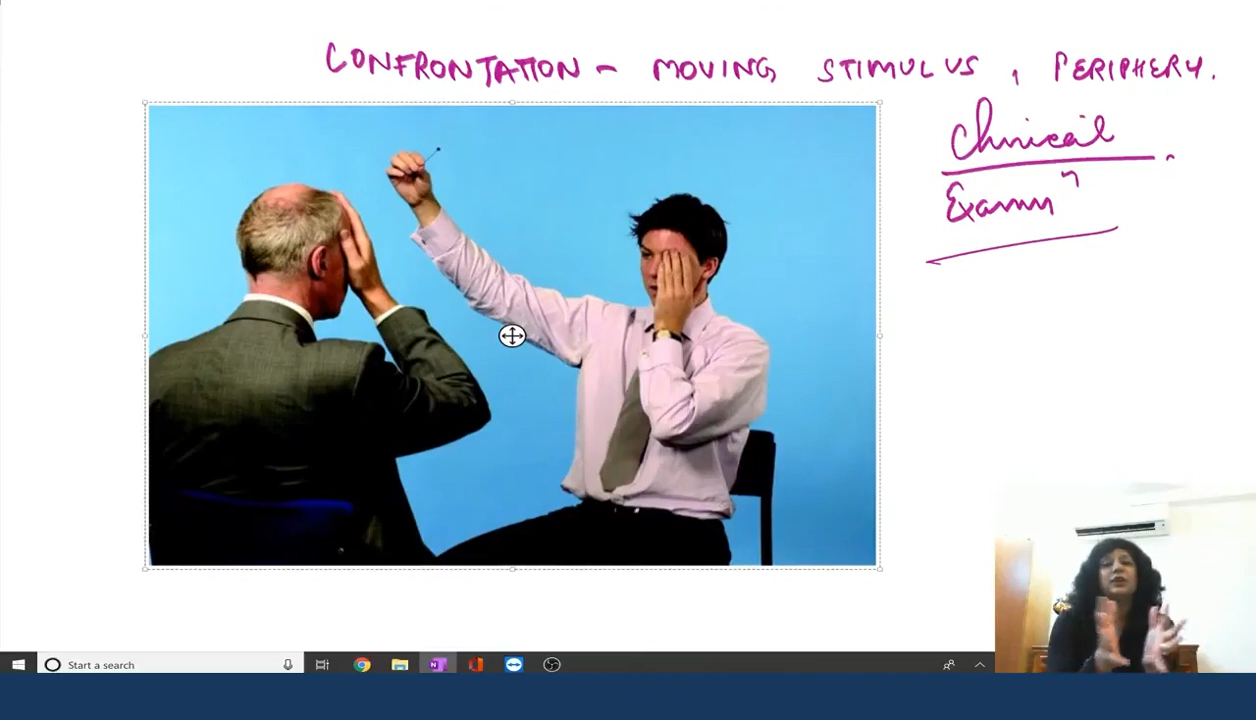 CONFRONTATION - MOVING STIMULUS, PERIPHERY.
Clinical
Examn
Start a search